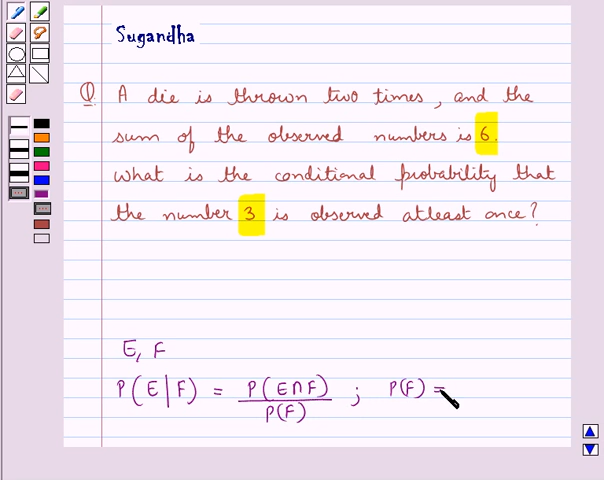 Sugandha
Q. A die is thrown two times, and the
sum of the observed numbers is 6.
What is the conditional probability that
the number 3 is observed atleast once?
E, F
P(E|F) = P(E∩F)/P(F) ; P(F) =